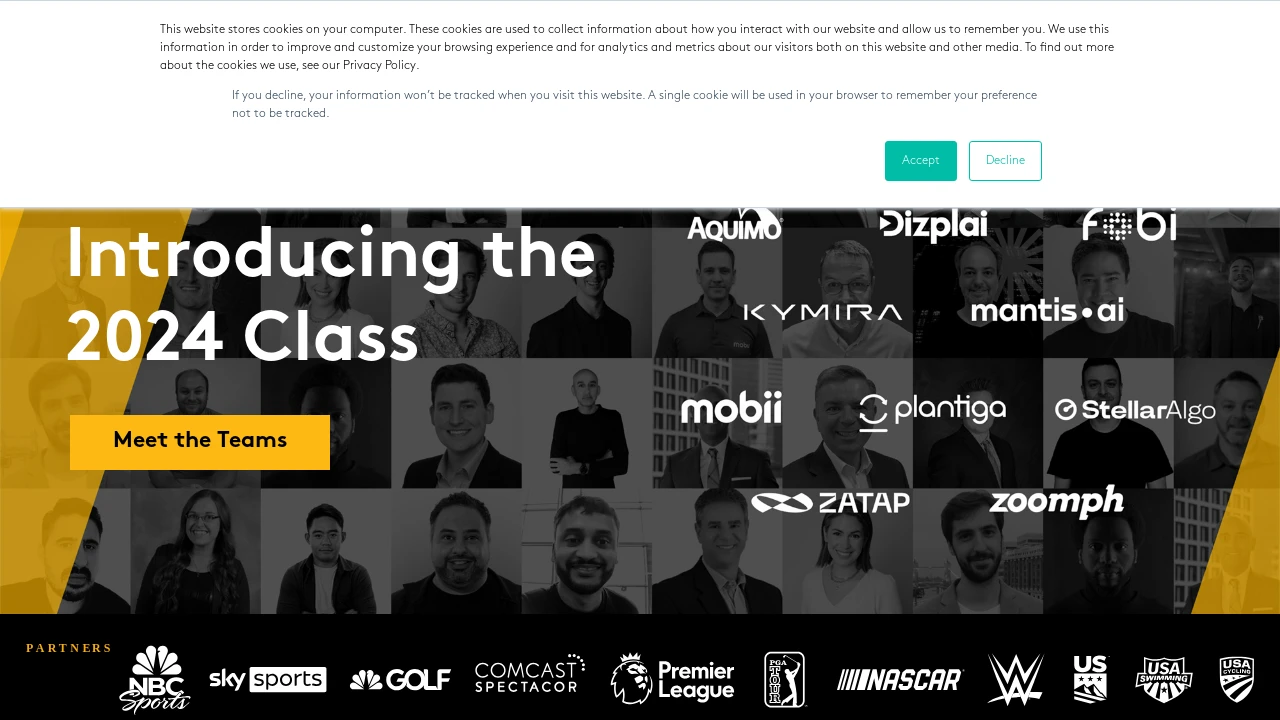 This website stores cookies on your computer. These cookies are used to collect information about how you interact with our website and allow us to remember you. We use this
information in order to improve and customize your browsing experience and for analytics and metrics about our visitors both on this website and other media. To find out more
about the cookies we use, see our Privacy Policy.
If you decline, your information won’t be tracked when you visit this website. A single cookie will be used in your browser to remember your preference
not to be tracked.
Accept Decline
AQUIMO Dizplai fobi
Introducing the
2024 Class
KYMIRA mantis•ai
mobii plantiga StellarAlgo
Meet the Teams
ZATAP zoomph
PARTNERS
NBC Sports
sky sports
GOLF
COMCAST
SPECTACOR
Premier
League
PGA TOUR
NASCAR
W
US
USA
SWIMMING
USA
CYCLING